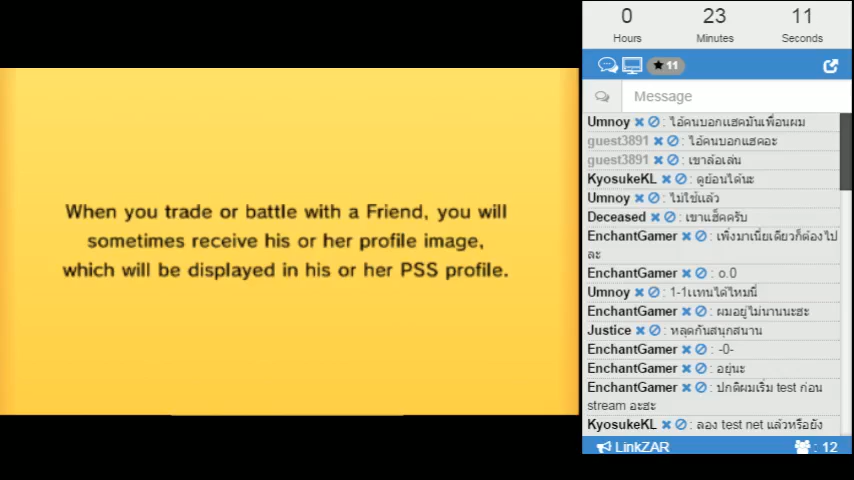 When you trade or battle with a Friend, you will
sometimes receive his or her profile image,
which will be displayed in his or her PSS profile.
0
23
11
Hours
Minutes
Seconds
11
Message
Umnoy : ไอ้คนบอกแฮคมันเพื่อนผม
guest3891 : ไอ้คนบอกแฮคอะ
guest3891 : เขาล้อเล่น
KyosukeKL : ดูย้อนได้นะ
Umnoy : ไม่ใช้แล้ว
Deceased : เขาแฮ็คครับ
EnchantGamer : เพิ่งมาเนี่ยเดียวก็ต้องไป
ละ
EnchantGamer : o.0
Umnoy : 1-1แทนได้ไหมนี่
EnchantGamer : ผมอยู่ไม่นานนะฮะ
Justice : หลุดกันสนุกสนาน
EnchantGamer : -0-
EnchantGamer : อยุ่นะ
EnchantGamer : ปกติผมเริ่ม test ก่อน
stream อะฮะ
KyosukeKL : ลอง test net แล้วหรือยัง
LinkZAR
: 12